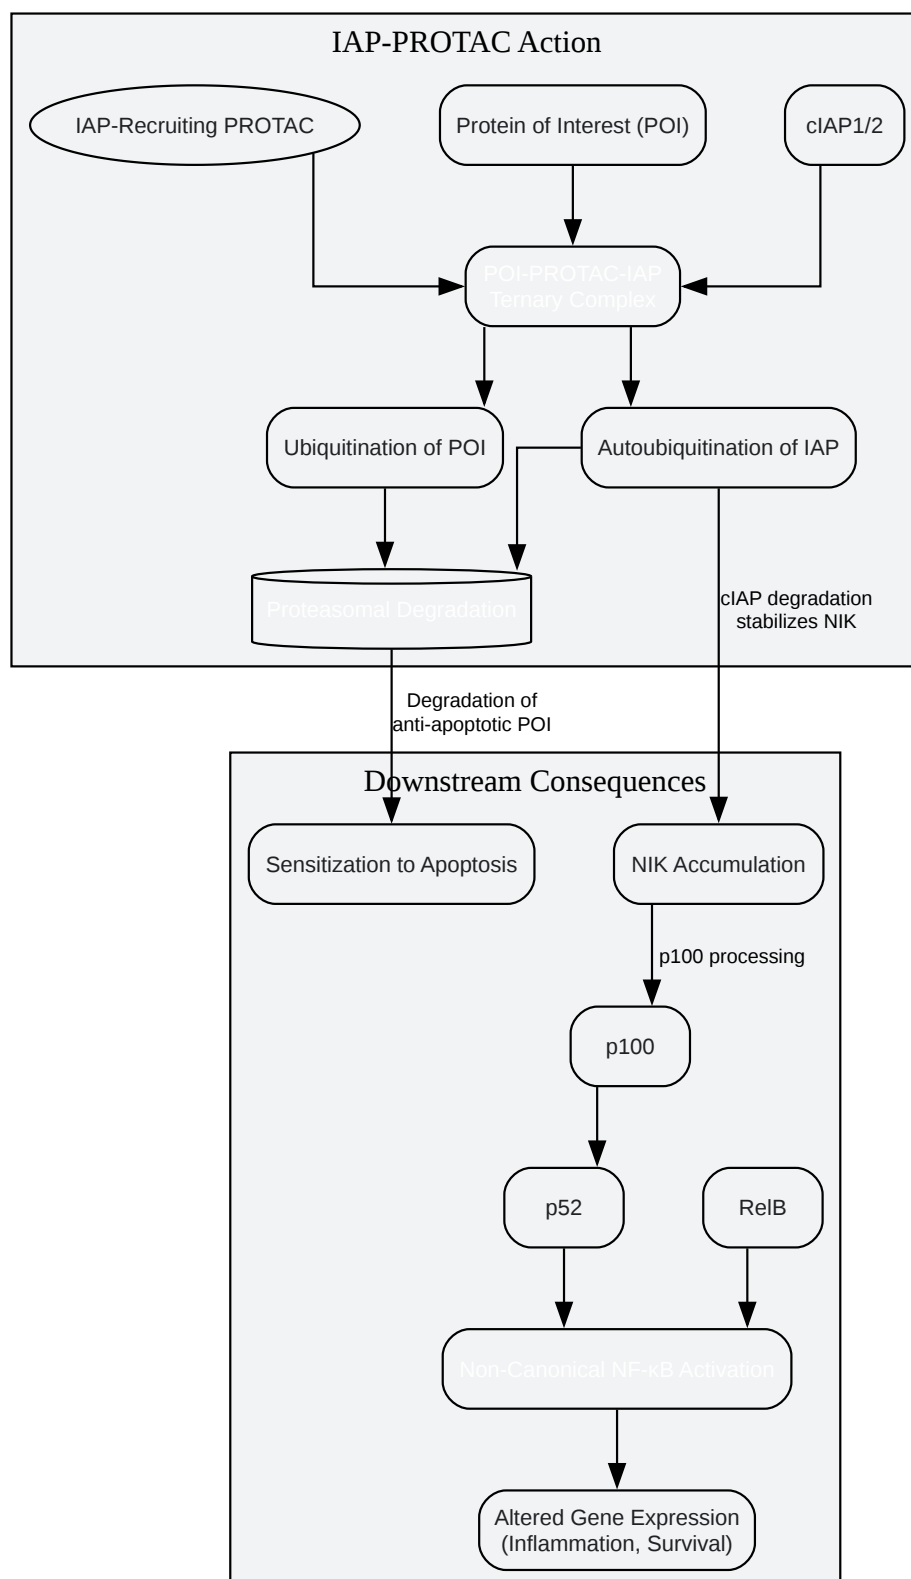 IAP-PROTAC Action
IAP-Recruiting PROTAC
Protein of Interest (POI)
cIAP1/2
POI-PROTAC-IAP
Ternary Complex
Ubiquitination of POI
Autoubiquitination of IAP
Proteasomal Degradation
cIAP degradation
stabilizes NIK
Degradation of
anti-apoptotic POI
Downstream Consequences
Sensitization to Apoptosis
NIK Accumulation
p100 processing
p100
p52
RelB
Non-Canonical NF-κB Activation
Altered Gene Expression
(Inflammation, Survival)